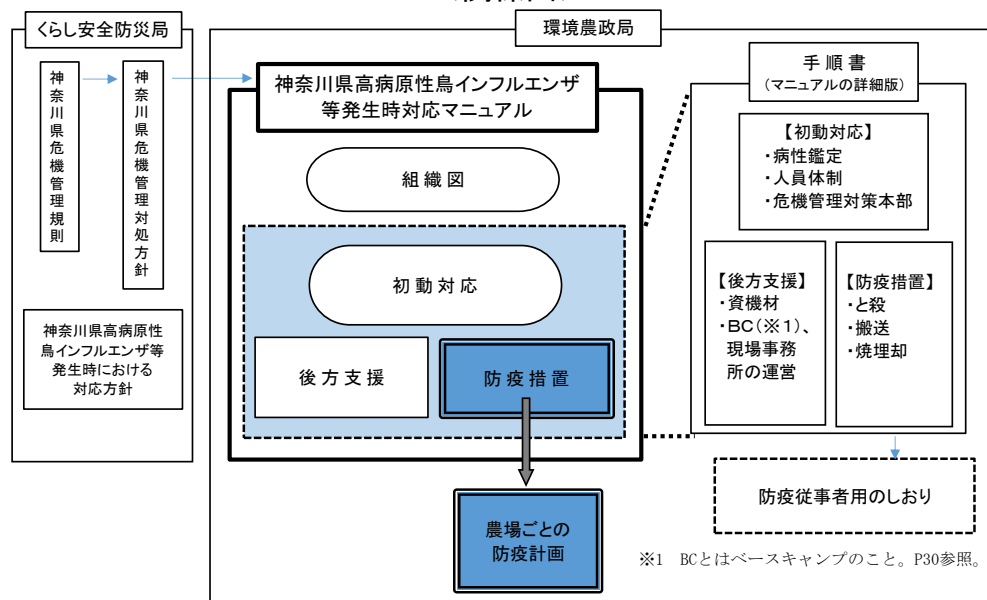 くらし安全防災局
神奈川県危機管理規則
神奈川県危機管理対処方針
神奈川県高病原性
鳥インフルエンザ等
発生時における
対応方針
環境農政局
神奈川県高病原性鳥インフルエンザ
等発生時対応マニュアル
組織図
初動対応
後方支援
防疫措置
農場ごとの
防疫計画
手順書
(マニュアルの詳細版)
【初動対応】
・病性鑑定
・人員体制
・危機管理対策本部
【後方支援】
・資機材
・BC(※1)、
現場事務
所の運営
【防疫措置】
・と殺
・搬送
・焼埋却
防疫従事者用のしおり
※1 BCとはベースキャンプのこと。P30参照。